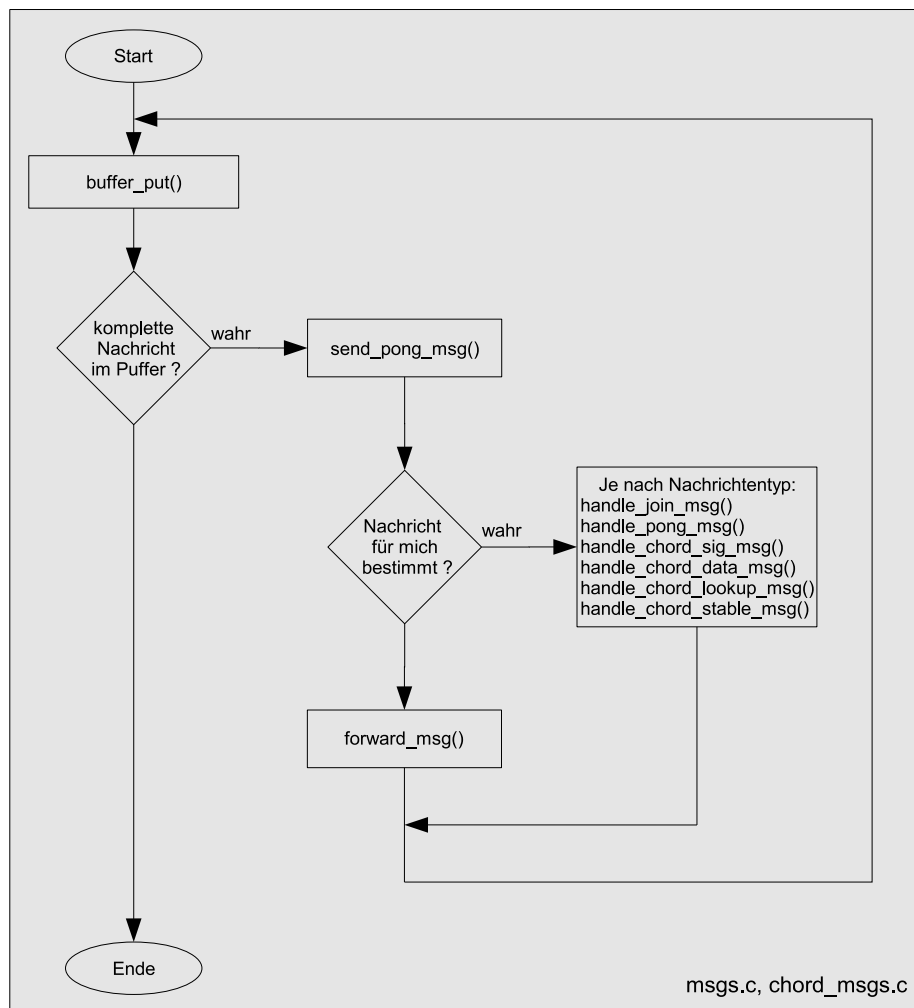 Start
buffer_put()
komplette
Nachricht
im Puffer ?
wahr
send_pong_msg()
Nachricht
für mich
bestimmt ?
wahr
Je nach Nachrichtentyp:
handle_join_msg()
handle_pong_msg()
handle_chord_sig_msg()
handle_chord_data_msg()
handle_chord_lookup_msg()
handle_chord_stable_msg()
forward_msg()
Ende
msgs.c, chord_msgs.c